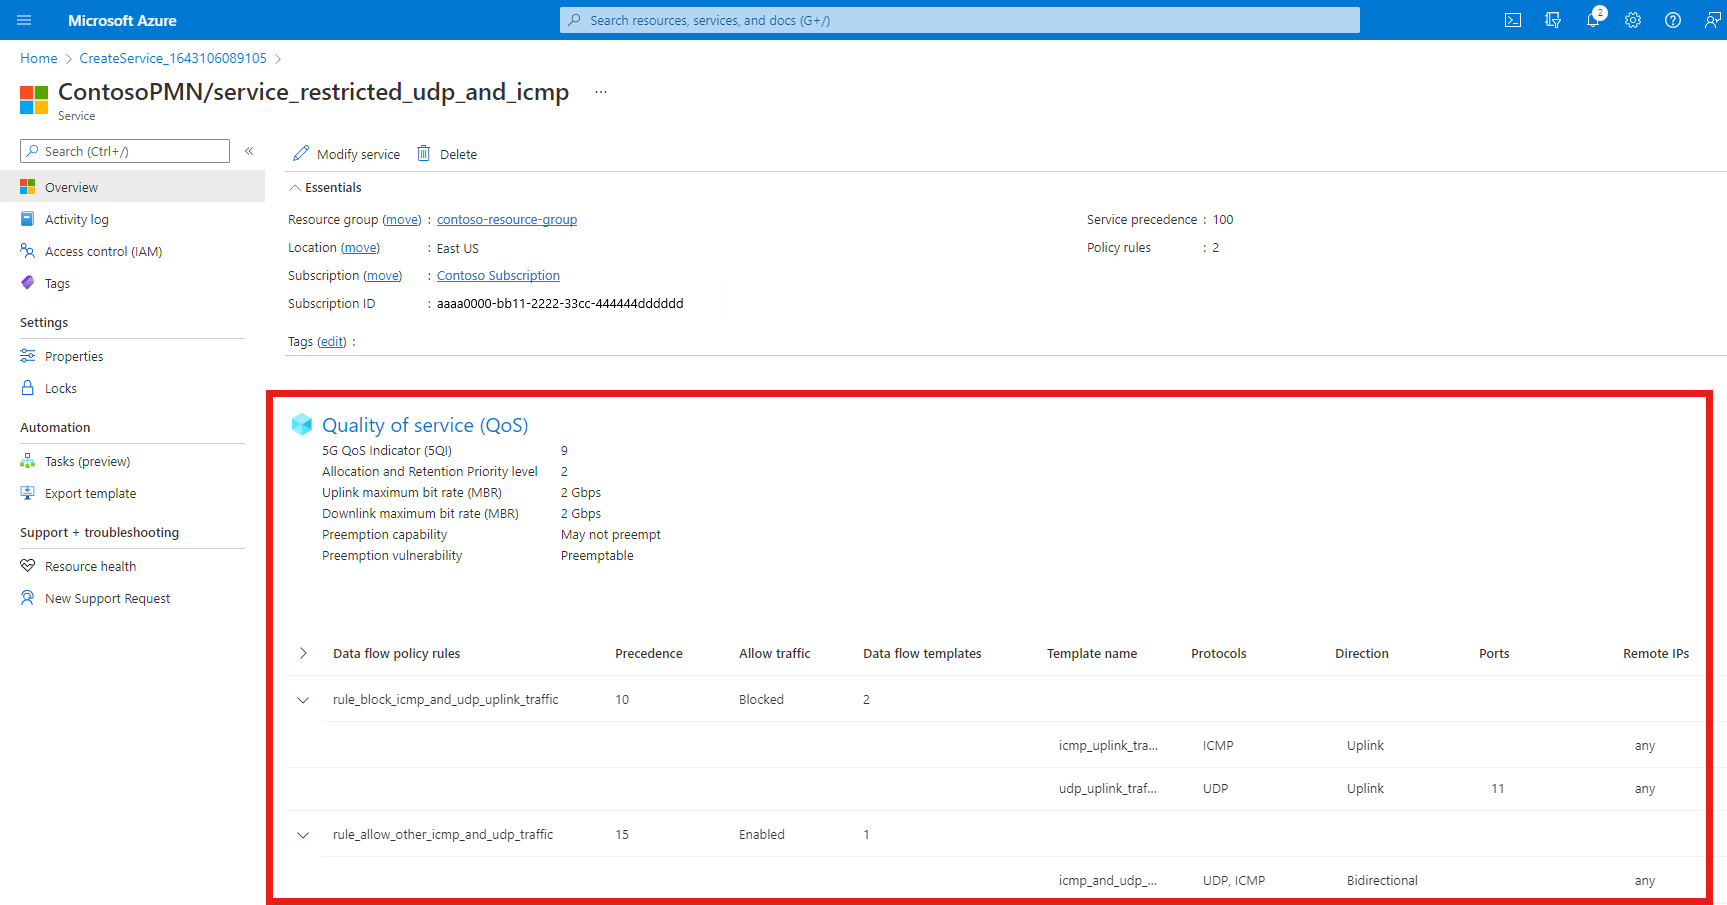 Microsoft Azure
Search resources, services, and docs (G+/)
2
Home > CreateService_1643106089105 >
ContosoPMN/service_restricted_udp_and_icmp ...
Service
Search (Ctrl+/) «
Overview
Activity log
Access control (IAM)
Tags
Settings
Properties
Locks
Automation
Tasks (preview)
Export template
Support + troubleshooting
Resource health
New Support Request
Modify service Delete
Essentials
Resource group (move) : contoso-resource-group
Location (move) : East US
Subscription (move) : Contoso Subscription
Subscription ID : aaaa0000-bb11-2222-33cc-444444dddddd
Tags (edit) :
Service precedence : 100
Policy rules : 2
Quality of service (QoS)
5G QoS Indicator (5QI) 9
Allocation and Retention Priority level 2
Uplink maximum bit rate (MBR) 2 Gbps
Downlink maximum bit rate (MBR) 2 Gbps
Preemption capability May not preempt
Preemption vulnerability Preemptable
Data flow policy rules Precedence Allow traffic Data flow templates Template name Protocols Direction Ports Remote IPs
rule_block_icmp_and_udp_uplink_traffic 10 Blocked 2
icmp_uplink_tra... ICMP Uplink any
udp_uplink_traf... UDP Uplink 11 any
rule_allow_other_icmp_and_udp_traffic 15 Enabled 1
icmp_and_udp_... UDP, ICMP Bidirectional any